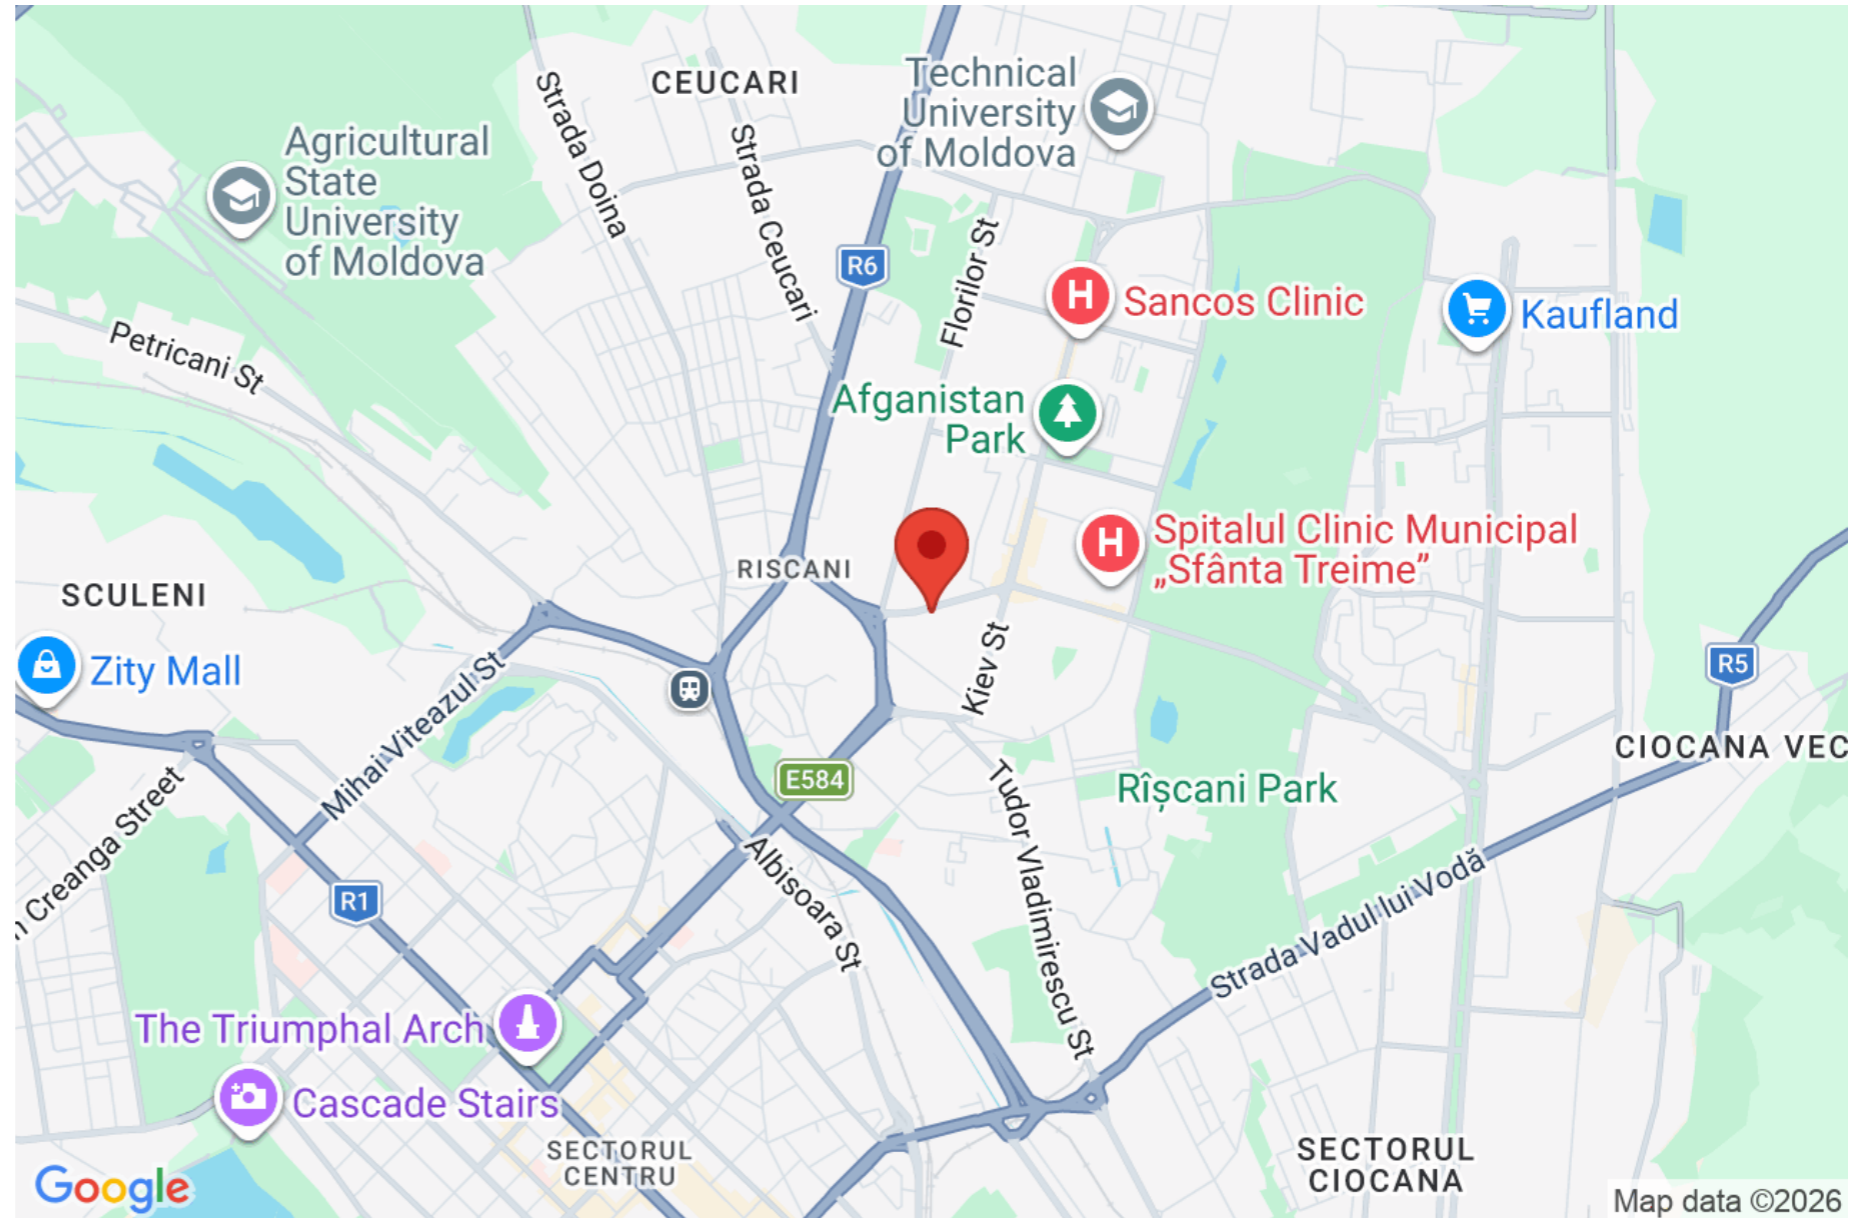 CEUCARI
Technical
University
of Moldova
Agricultural
State
University
of Moldova
Strada Doina
Strada Ceucari
R6
Florilor St
Sancos Clinic
Kaufland
Petricani St
Afganistan
Park
Spitalul Clinic Municipal
„Sfânta Treime”
RISCANI
SCULENI
Zity Mall
Mihai Viteazul St
Kiev St
R5
CIOCANA VEC
E584
Rîșcani Park
Tudor Vladimirescu St
n Creanga Street
R1
Albisoara St
Strada Vadul lui Vodă
The Triumphal Arch
Cascade Stairs
SECTORUL
CENTRU
SECTORUL
CIOCANA
Google
Map data ©2026